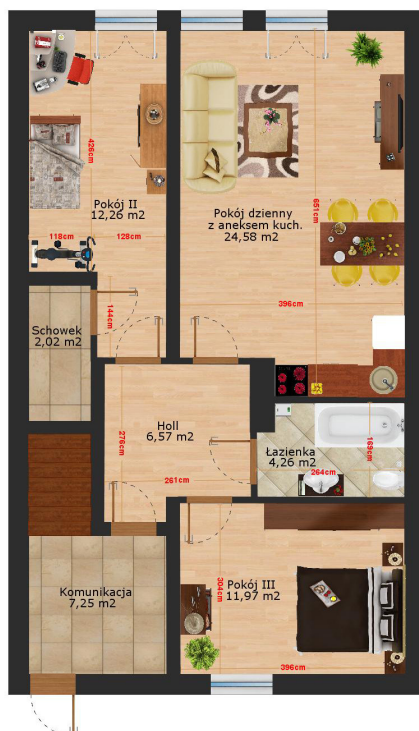 426cm
Pokój II
12,26 m2
118cm
128cm
Pokój dzienny
z aneksem kuch.
24,58 m2
651cm
396cm
144cm
Schowek
2,02 m2
Holl
6,57 m2
276cm
261cm
Łazienka
4,26 m2
169cm
264cm
Komunikacja
7,25 m2
Pokój III
11,97 m2
304cm
396cm